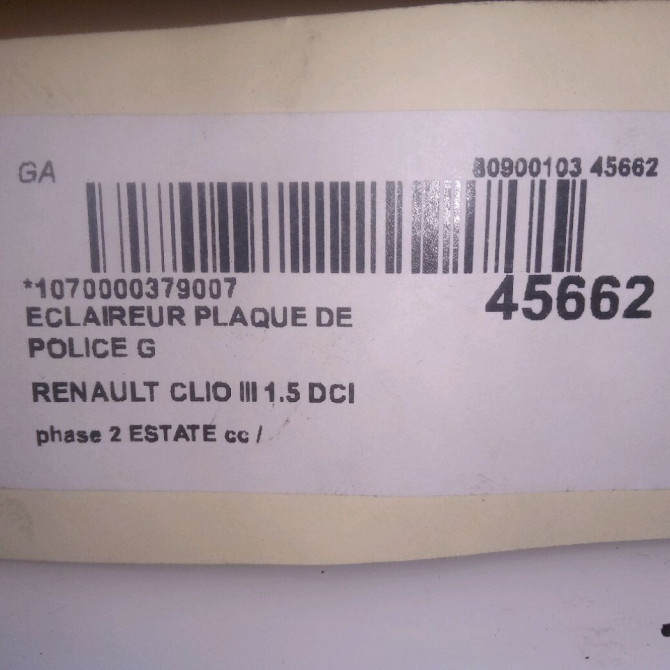 GA
80900103 45662
*1070000379007
45662
ECLAIREUR PLAQUE DE
POLICE G
RENAULT CLIO III 1.5 DCI
phase 2 ESTATE cc /